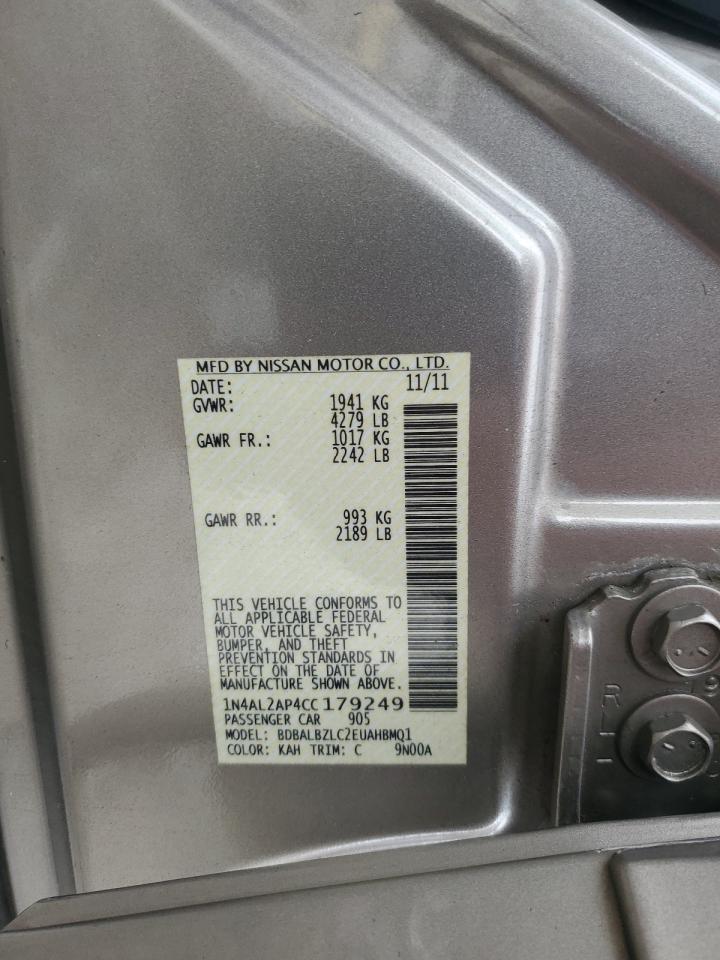 MFD BY NISSAN MOTOR CO., LTD.
DATE: 11/11
GVWR: 1941 KG
4279 LB
GAWR FR.: 1017 KG
2242 LB
GAWR RR.: 993 KG
2189 LB
THIS VEHICLE CONFORMS TO
ALL APPLICABLE FEDERAL
MOTOR VEHICLE SAFETY,
BUMPER, AND THEFT
PREVENTION STANDARDS IN
EFFECT ON THE DATE OF
MANUFACTURE SHOWN ABOVE.
1N4AL2AP4CC179249
PASSENGER CAR 905
MODEL: BDBALBZLC2EUAHBMQ1
COLOR: KAH TRIM: C 9N00A